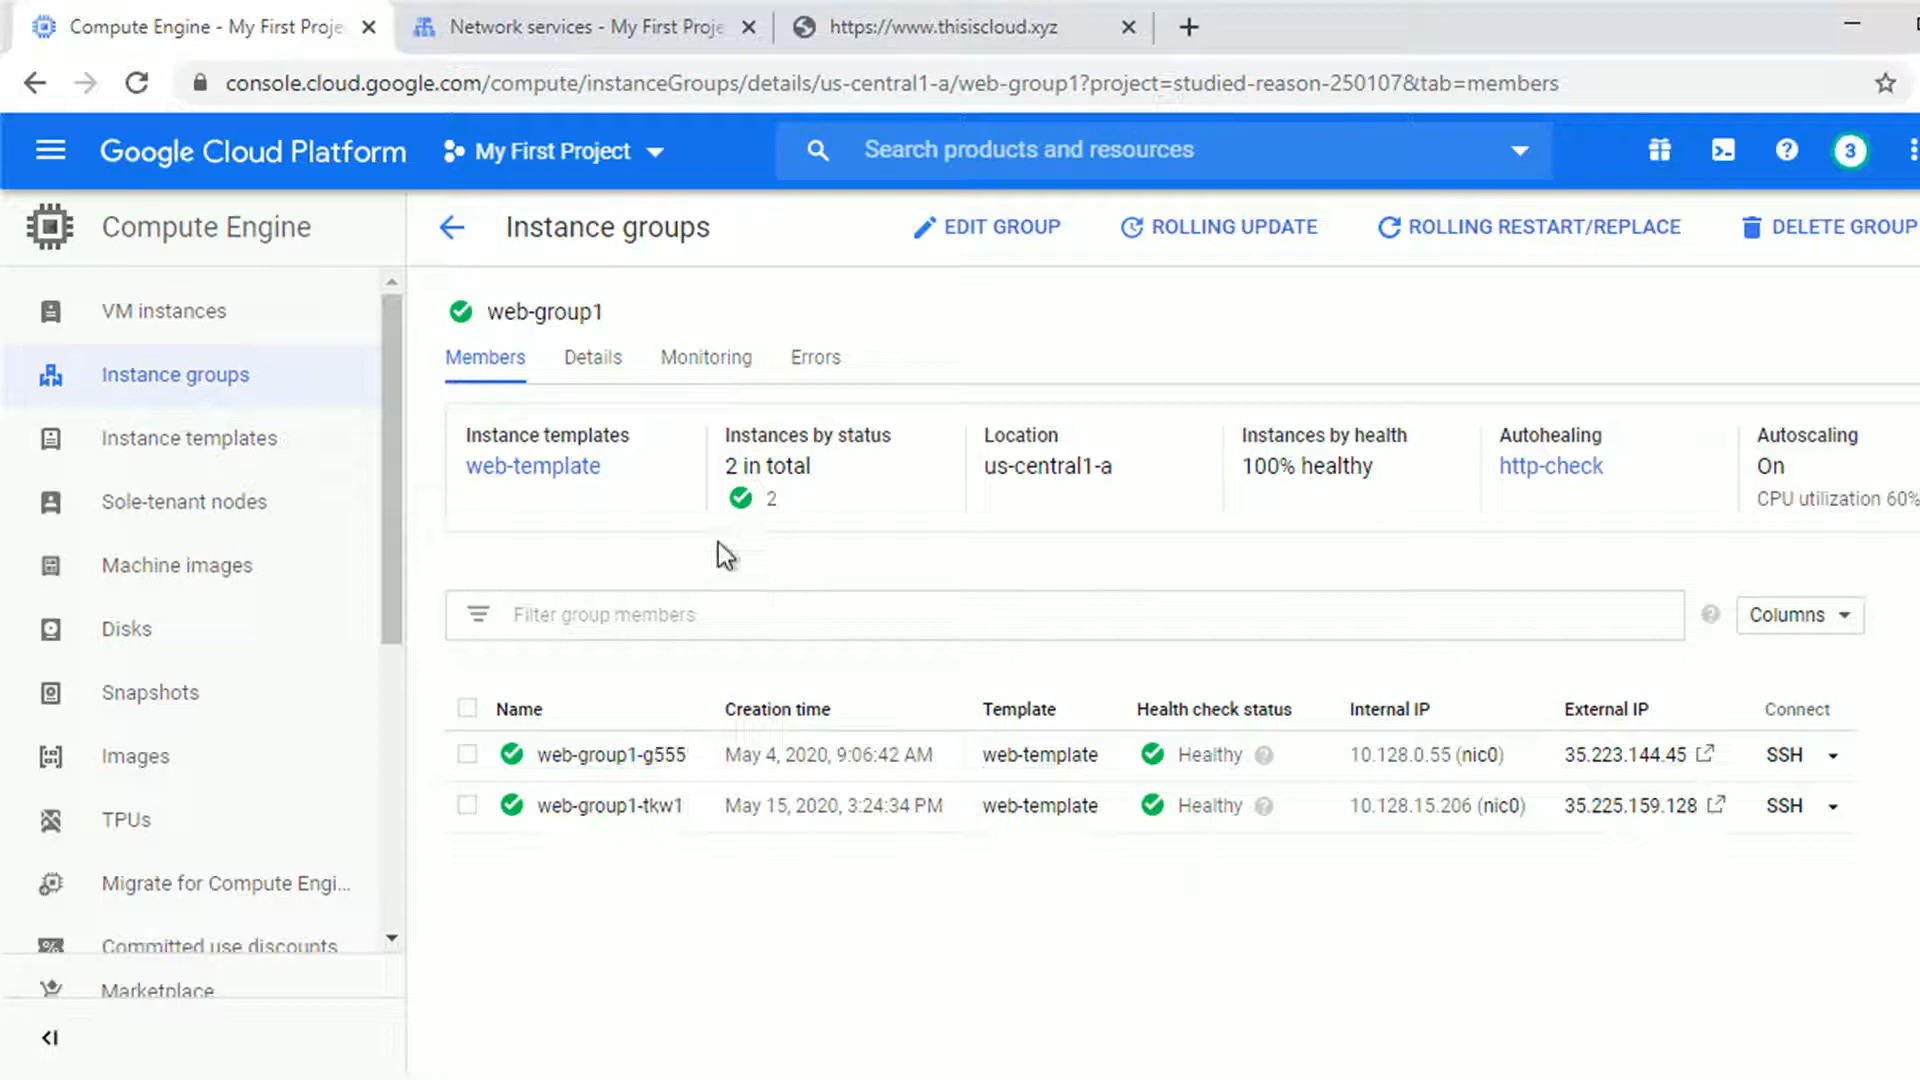 Compute Engine - My First Proje
Network services - My First Proje
https://www.thisiscloud.xyz
console.cloud.google.com/compute/instanceGroups/details/us-central1-a/web-group1?project=studied-reason-250107&tab=members
Google Cloud Platform
My First Project
Search products and resources
3
Compute Engine
Instance groups
EDIT GROUP
ROLLING UPDATE
ROLLING RESTART/REPLACE
DELETE GROUP
VM instances
Instance groups
Instance templates
Sole-tenant nodes
Machine images
Disks
Snapshots
Images
TPUs
Migrate for Compute Engi...
Committed use discounts
Marketplace
web-group1
Members Details Monitoring Errors
Instance templates
web-template
Instances by status
2 in total
2
Location
us-central1-a
Instances by health
100% healthy
Autohealing
http-check
Autoscaling
On
CPU utilization 60%
Filter group members
Columns
Name Creation time Template Health check status Internal IP External IP Connect
web-group1-g555 May 4, 2020, 9:06:42 AM web-template Healthy 10.128.0.55 (nic0) 35.223.144.45 SSH
web-group1-tkw1 May 15, 2020, 3:24:34 PM web-template Healthy 10.128.15.206 (nic0) 35.225.159.128 SSH